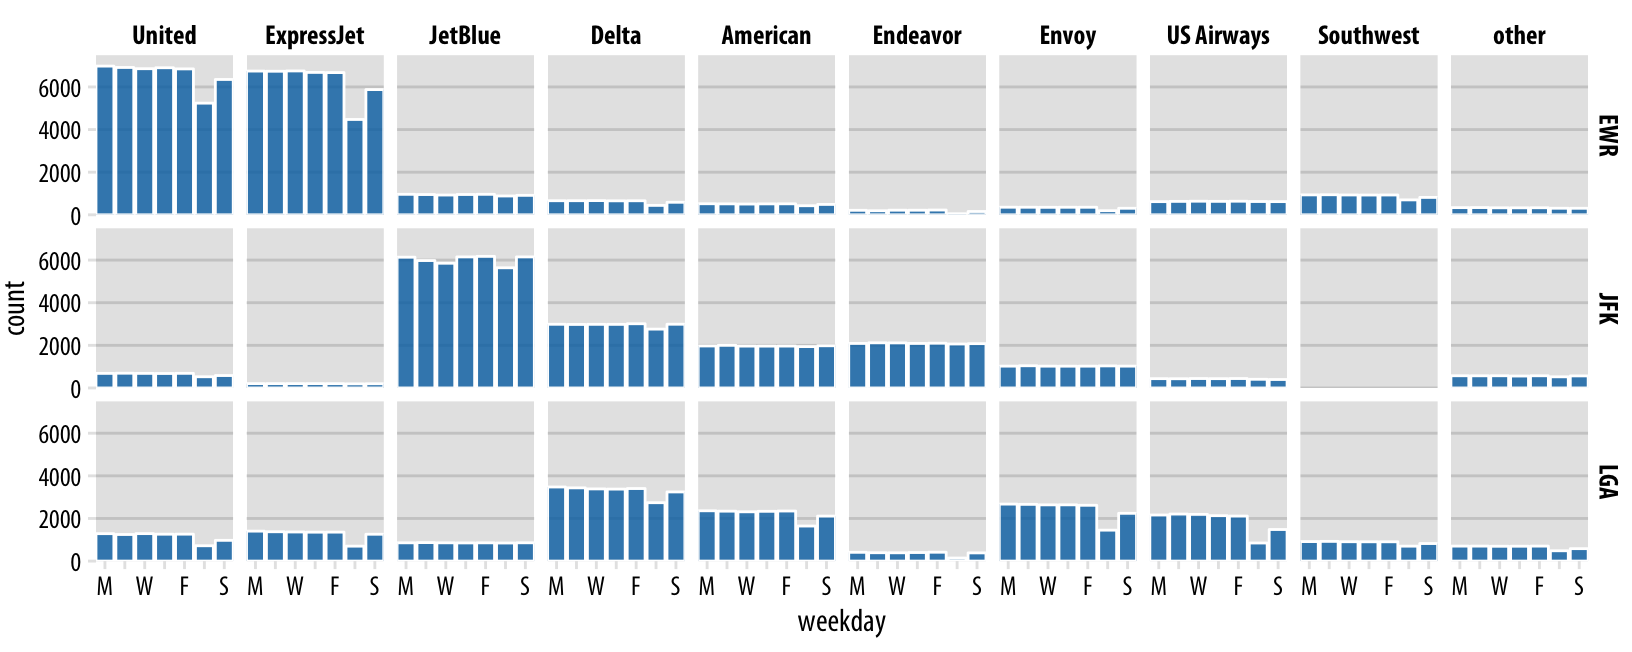 United ExpressJet JetBlue Delta American Endeavor Envoy US Airways Southwest other
6000
4000
2000
0
EWR
6000
4000
2000
0
JFK
count
6000
4000
2000
0
LGA
M W F S M W F S M W F S M W F S M W F S M W F S M W F S M W F S M W F S M W F S
weekday